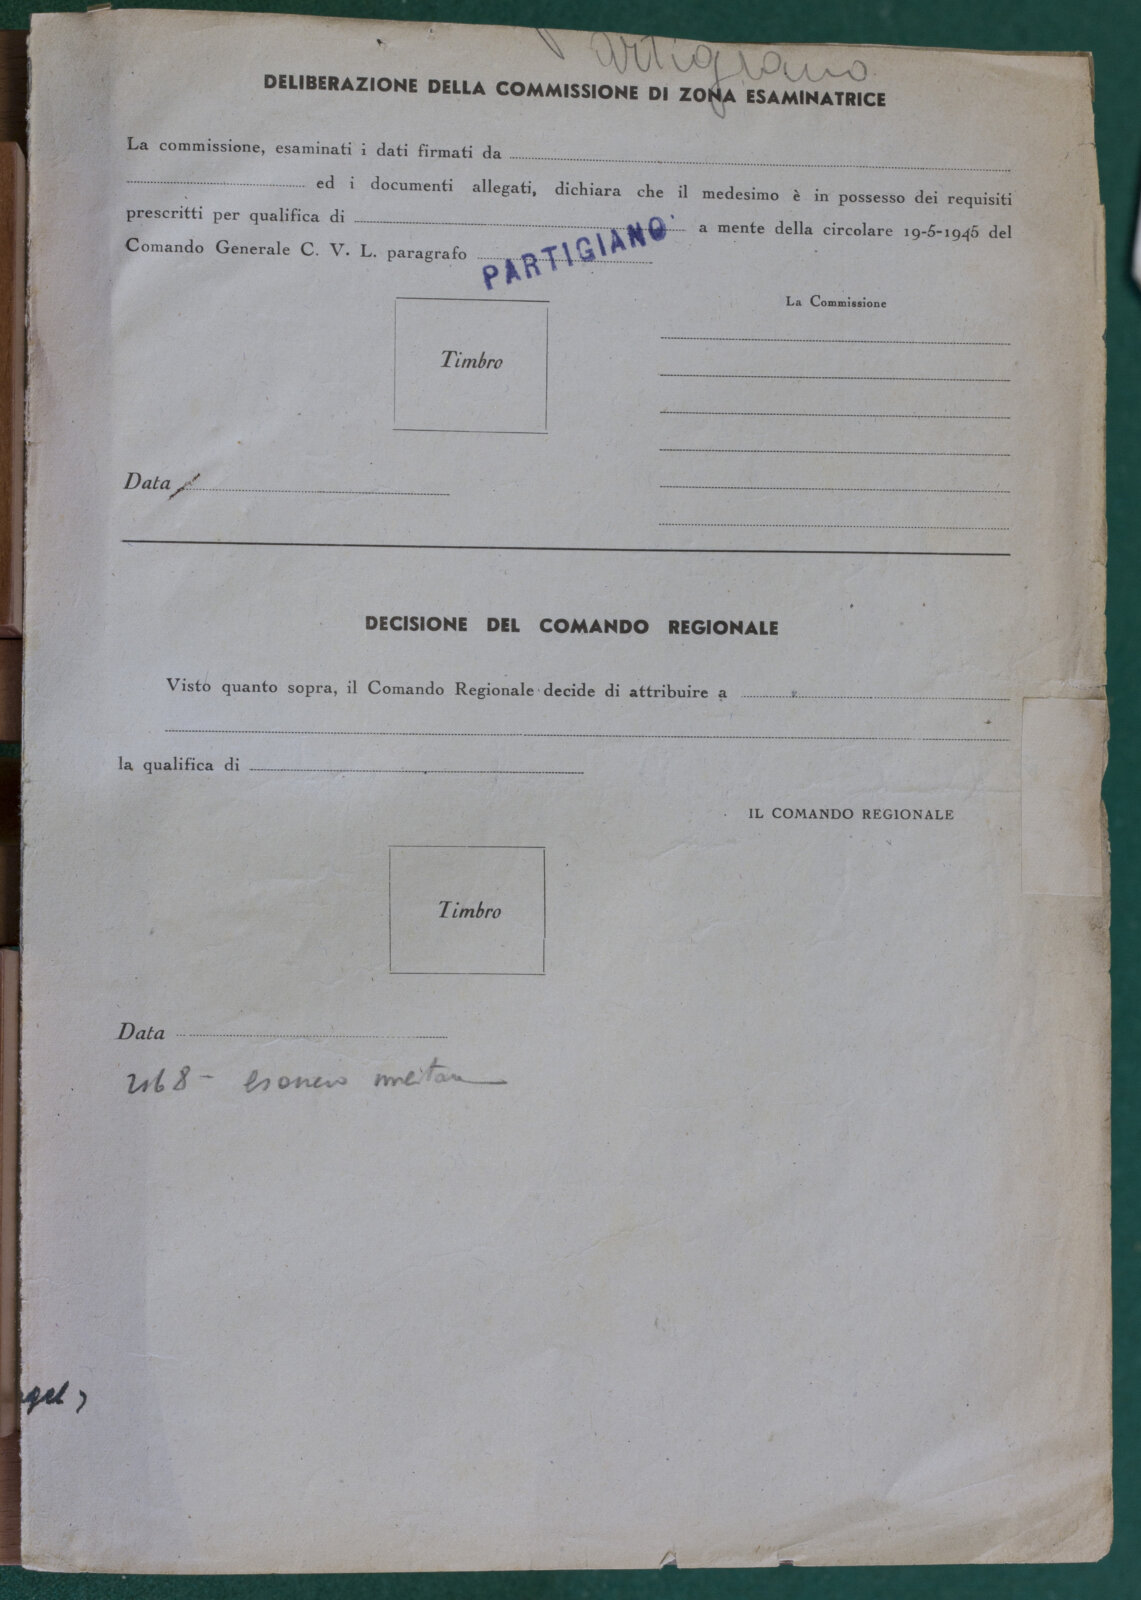 artigiano
DELIBERAZIONE DELLA COMMISSIONE DI ZONA ESAMINATRICE
La commissione, esaminati i dati firmati da
ed i documenti allegati, dichiara che il medesimo è in possesso dei requisiti
prescritti per qualifica di a mente della circolare 19-5-1945 del
Comando Generale C. V. L. paragrafo
PARTIGIANO
La Commissione
Timbro
Data
DECISIONE DEL COMANDO REGIONALE
Visto quanto sopra, il Comando Regionale decide di attribuire a
la qualifica di
IL COMANDO REGIONALE
Timbro
Data
esonero